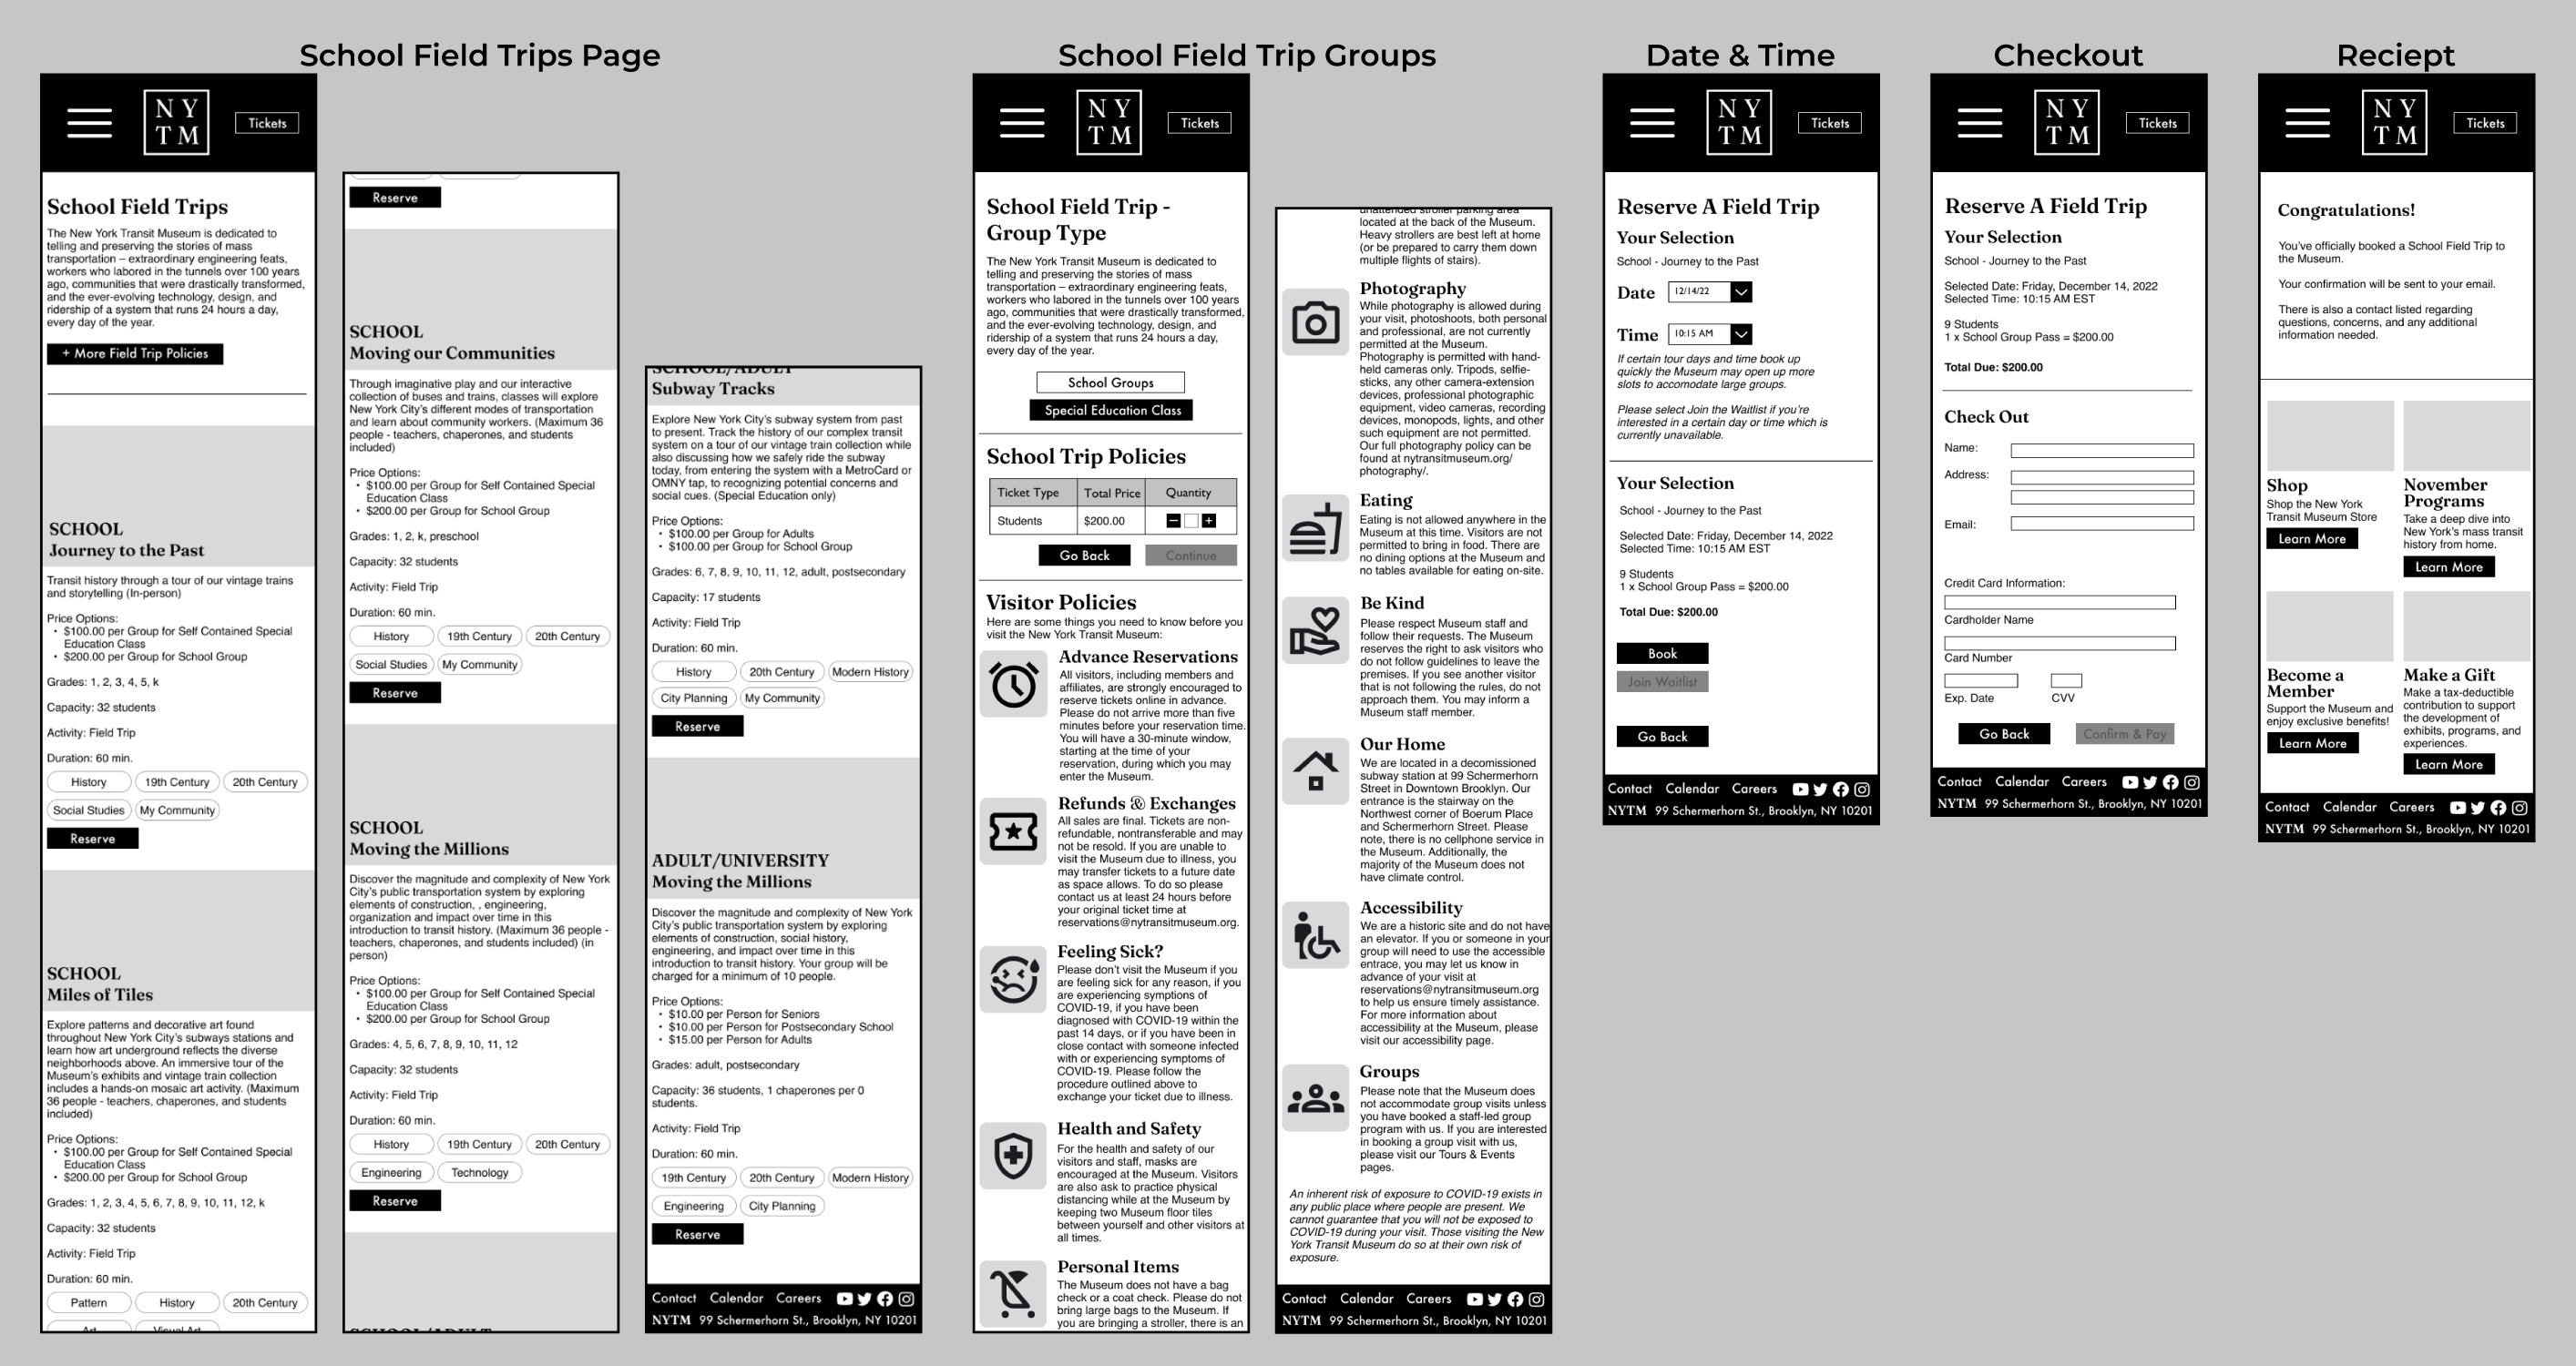 School Field Trips Page
N Y
T M
Tickets
School Field Trips
The New York Transit Museum is dedicated to
telling and preserving the stories of mass
transportation – extraordinary engineering feats,
workers who labored in the tunnels over 100 years
ago, communities that were drastically transformed,
and the ever-evolving technology, design, and
ridership of a system that runs 24 hours a day,
every day of the year.
+ More Field Trip Policies
SCHOOL
Journey to the Past
Transit history through a tour of our vintage trains
and storytelling (In-person)
Price Options:
• $100.00 per Group for Self Contained Special
Education Class
• $200.00 per Group for School Group
Grades: 1, 2, 3, 4, 5, k
Capacity: 32 students
Activity: Field Trip
Duration: 60 min.
History 19th Century 20th Century
Social Studies My Community
Reserve
SCHOOL
Miles of Tiles
Explore patterns and decorative art found
throughout New York City's subways stations and
learn how art underground reflects the diverse
neighborhoods above. An immersive tour of the
Museum's exhibits and vintage train collection
includes a hands-on mosaic art activity. (Maximum
36 people - teachers, chaperones, and students
included)
Price Options:
• $100.00 per Group for Self Contained Special
Education Class
• $200.00 per Group for School Group
Grades: 1, 2, 3, 4, 5, 6, 7, 8, 9, 10, 11, 12, k
Capacity: 32 students
Activity: Field Trip
Duration: 60 min.
Pattern History 20th Century
Art Visual Art
Reserve
SCHOOL
Moving our Communities
Through imaginative play and our interactive
collection of buses and trains, classes will explore
New York City's different modes of transportation
and learn about community workers. (Maximum 36
people - teachers, chaperones, and students
included)
Price Options:
• $100.00 per Group for Self Contained Special
Education Class
• $200.00 per Group for School Group
Grades: 1, 2, k, preschool
Capacity: 32 students
Activity: Field Trip
Duration: 60 min.
History 19th Century 20th Century
Social Studies My Community
Reserve
SCHOOL
Moving the Millions
Discover the magnitude and complexity of New York
City's public transportation system by exploring
elements of construction, , engineering,
organization and impact over time in this
introduction to transit history. (Maximum 36 people -
teachers, chaperones, and students included) (in
person)
Price Options:
• $100.00 per Group for Self Contained Special
Education Class
• $200.00 per Group for School Group
Grades: 4, 5, 6, 7, 8, 9, 10, 11, 12
Capacity: 32 students
Activity: Field Trip
Duration: 60 min.
History 19th Century 20th Century
Engineering Technology
Reserve
SCHOOL/ADULT
SCHOOL/ADULT
Subway Tracks
Explore New York City's subway system from past
to present. Track the history of our complex transit
system on a tour of our vintage train collection while
also discussing how we safely ride the subway
today, from entering the system with a MetroCard or
OMNY tap, to recognizing potential concerns and
social cues. (Special Education only)
Price Options:
• $100.00 per Group for Adults
• $100.00 per Group for School Group
Grades: 6, 7, 8, 9, 10, 11, 12, adult, postsecondary
Capacity: 17 students
Activity: Field Trip
Duration: 60 min.
History 20th Century Modern History
City Planning My Community
Reserve
ADULT/UNIVERSITY
Moving the Millions
Discover the magnitude and complexity of New York
City's public transportation system by exploring
elements of construction, social history,
engineering, and impact over time in this
introduction to transit history. Your group will be
charged for a minimum of 10 people.
Price Options:
• $10.00 per Person for Seniors
• $10.00 per Person for Postsecondary School
• $15.00 per Person for Adults
Grades: adult, postsecondary
Capacity: 36 students, 1 chaperones per 0
students.
Activity: Field Trip
Duration: 60 min.
19th Century 20th Century Modern History
Engineering City Planning
Reserve
Contact Calendar Careers
NYTM 99 Schermerhorn St., Brooklyn, NY 10201
School Field Trip Groups
N Y
T M
Tickets
School Field Trip -
Group Type
The New York Transit Museum is dedicated to
telling and preserving the stories of mass
transportation – extraordinary engineering feats,
workers who labored in the tunnels over 100 years
ago, communities that were drastically transformed,
and the ever-evolving technology, design, and
ridership of a system that runs 24 hours a day,
every day of the year.
School Groups
Special Education Class
School Trip Policies
Ticket Type Total Price Quantity
Students $200.00 - +
Go Back Continue
Visitor Policies
Here are some things you need to know before you
visit the New York Transit Museum:
Advance Reservations
All visitors, including members and
affiliates, are strongly encouraged to
reserve tickets online in advance.
Please do not arrive more than five
minutes before your reservation time.
You will have a 30-minute window,
starting at the time of your
reservation, during which you may
enter the Museum.
Refunds & Exchanges
All sales are final. Tickets are non-
refundable, nontransferable and may
not be resold. If you are unable to
visit the Museum due to illness, you
may transfer tickets to a future date
as space allows. To do so please
contact us at least 24 hours before
your original ticket time at
reservations@nytransitmuseum.org.
Feeling Sick?
Please don't visit the Museum if you
are feeling sick for any reason, if you
are experiencing symptoms of
COVID-19, if you have been
diagnosed with COVID-19 within the
past 14 days, or if you have been in
close contact with someone infected
with or experiencing symptoms of
COVID-19. Please follow the
procedure outlined above to
exchange your ticket due to illness.
Health and Safety
For the health and safety of our
visitors and staff, masks are
encouraged at the Museum. Visitors
are also ask to practice physical
distancing while at the Museum by
keeping two Museum floor tiles
between yourself and other visitors at
all times.
Personal Items
The Museum does not have a bag
check or a coat check. Please do not
bring large bags to the Museum. If
you are bringing a stroller, there is an
unattended stroller parking area
located at the back of the Museum.
Heavy strollers are best left at home
(or be prepared to carry them down
multiple flights of stairs).
Photography
While photography is allowed during
your visit, photoshoots, both personal
and professional, are not currently
permitted at the Museum.
Photography is permitted with hand-
held cameras only. Tripods, selfie-
sticks, any other camera-extension
devices, professional photographic
equipment, video cameras, recording
devices, monopods, lights, and other
such equipment are not permitted.
Our full photography policy can be
found at nytransitmuseum.org/
photography/.
Eating
Eating is not allowed anywhere in the
Museum at this time. Visitors are not
permitted to bring in food. There are
no dining options at the Museum and
no tables available for eating on-site.
Be Kind
Please respect Museum staff and
follow their requests. The Museum
reserves the right to ask visitors who
do not follow guidelines to leave the
premises. If you see another visitor
that is not following the rules, do not
approach them. You may inform a
Museum staff member.
Our Home
We are located in a decomissioned
subway station at 99 Schermerhorn
Street in Downtown Brooklyn. Our
entrance is the stairway on the
Northwest corner of Boerum Place
and Schermerhorn Street. Please
note, there is no cellphone service in
the Museum. Additionally, the
majority of the Museum does not
have climate control.
Accessibility
We are a historic site and do not have
an elevator. If you or someone in your
group will need to use the accessible
entrace, you may let us know in
advance of your visit at
reservations@nytransitmuseum.org
to help us ensure timely assistance.
For more information about
accessibility at the Museum, please
visit our accessibility page.
Groups
Please note that the Museum does
not accommodate group visits unless
you have booked a staff-led group
program with us. If you are interested
in booking a group visit with us,
please visit our Tours & Events
pages.
An inherent risk of exposure to COVID-19 exists in
any public place where people are present. We
cannot guarantee that you will not be exposed to
COVID-19 during your visit. Those visiting the New
York Transit Museum do so at their own risk of
exposure.
Contact Calendar Careers
NYTM 99 Schermerhorn St., Brooklyn, NY 10201
Date & Time
N Y
T M
Tickets
Reserve A Field Trip
Your Selection
School - Journey to the Past
Date 12/14/22
Time 10:15 AM
If certain tour days and time book up
quickly the Museum may open up more
slots to accomodate large groups.
Please select Join the Waitlist if you're
interested in a certain day or time which is
currently unavailable.
Your Selection
School - Journey to the Past
Selected Date: Friday, December 14, 2022
Selected Time: 10:15 AM EST
9 Students
1 x School Group Pass = $200.00
Total Due: $200.00
Book
Join Waitlist
Go Back
Contact Calendar Careers
NYTM 99 Schermerhorn St., Brooklyn, NY 10201
Checkout
N Y
T M
Tickets
Reserve A Field Trip
Your Selection
School - Journey to the Past
Selected Date: Friday, December 14, 2022
Selected Time: 10:15 AM EST
9 Students
1 x School Group Pass = $200.00
Total Due: $200.00
Check Out
Name:
Address:
Email:
Credit Card Information:
Cardholder Name
Card Number
Exp. Date CVV
Go Back Confirm & Pay
Contact Calendar Careers
NYTM 99 Schermerhorn St., Brooklyn, NY 10201
Reciept
N Y
T M
Tickets
Congratulations!
You've officially booked a School Field Trip to
the Museum.
Your confirmation will be sent to your email.
There is also a contact listed regarding
questions, concerns, and any additional
information needed.
Shop
Shop the New York
Transit Museum Store
Learn More
November
Programs
Take a deep dive into
New York's mass transit
history from home.
Learn More
Become a
Member
Support the Museum and
enjoy exclusive benefits!
Learn More
Make a Gift
Make a tax-deductible
contribution to support
the development of
exhibits, programs, and
experiences.
Learn More
Contact Calendar Careers
NYTM 99 Schermerhorn St., Brooklyn, NY 10201